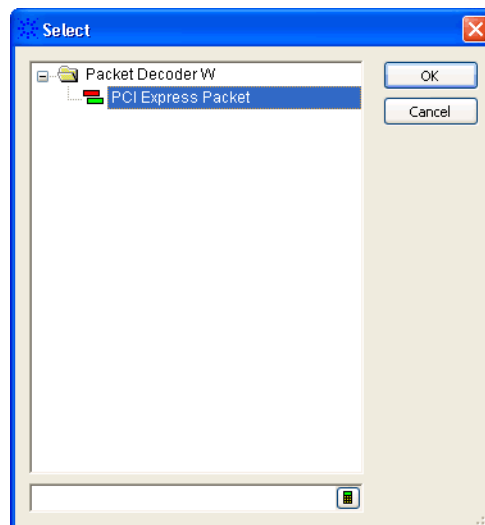 Select
Packet Decoder W
PCI Express Packet
OK
Cancel